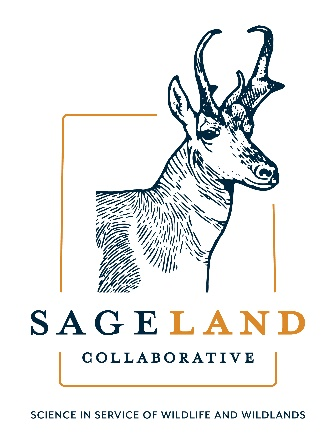 SAGELAND
COLLABORATIVE
SCIENCE IN SERVICE OF WILDLIFE AND WILDLANDS